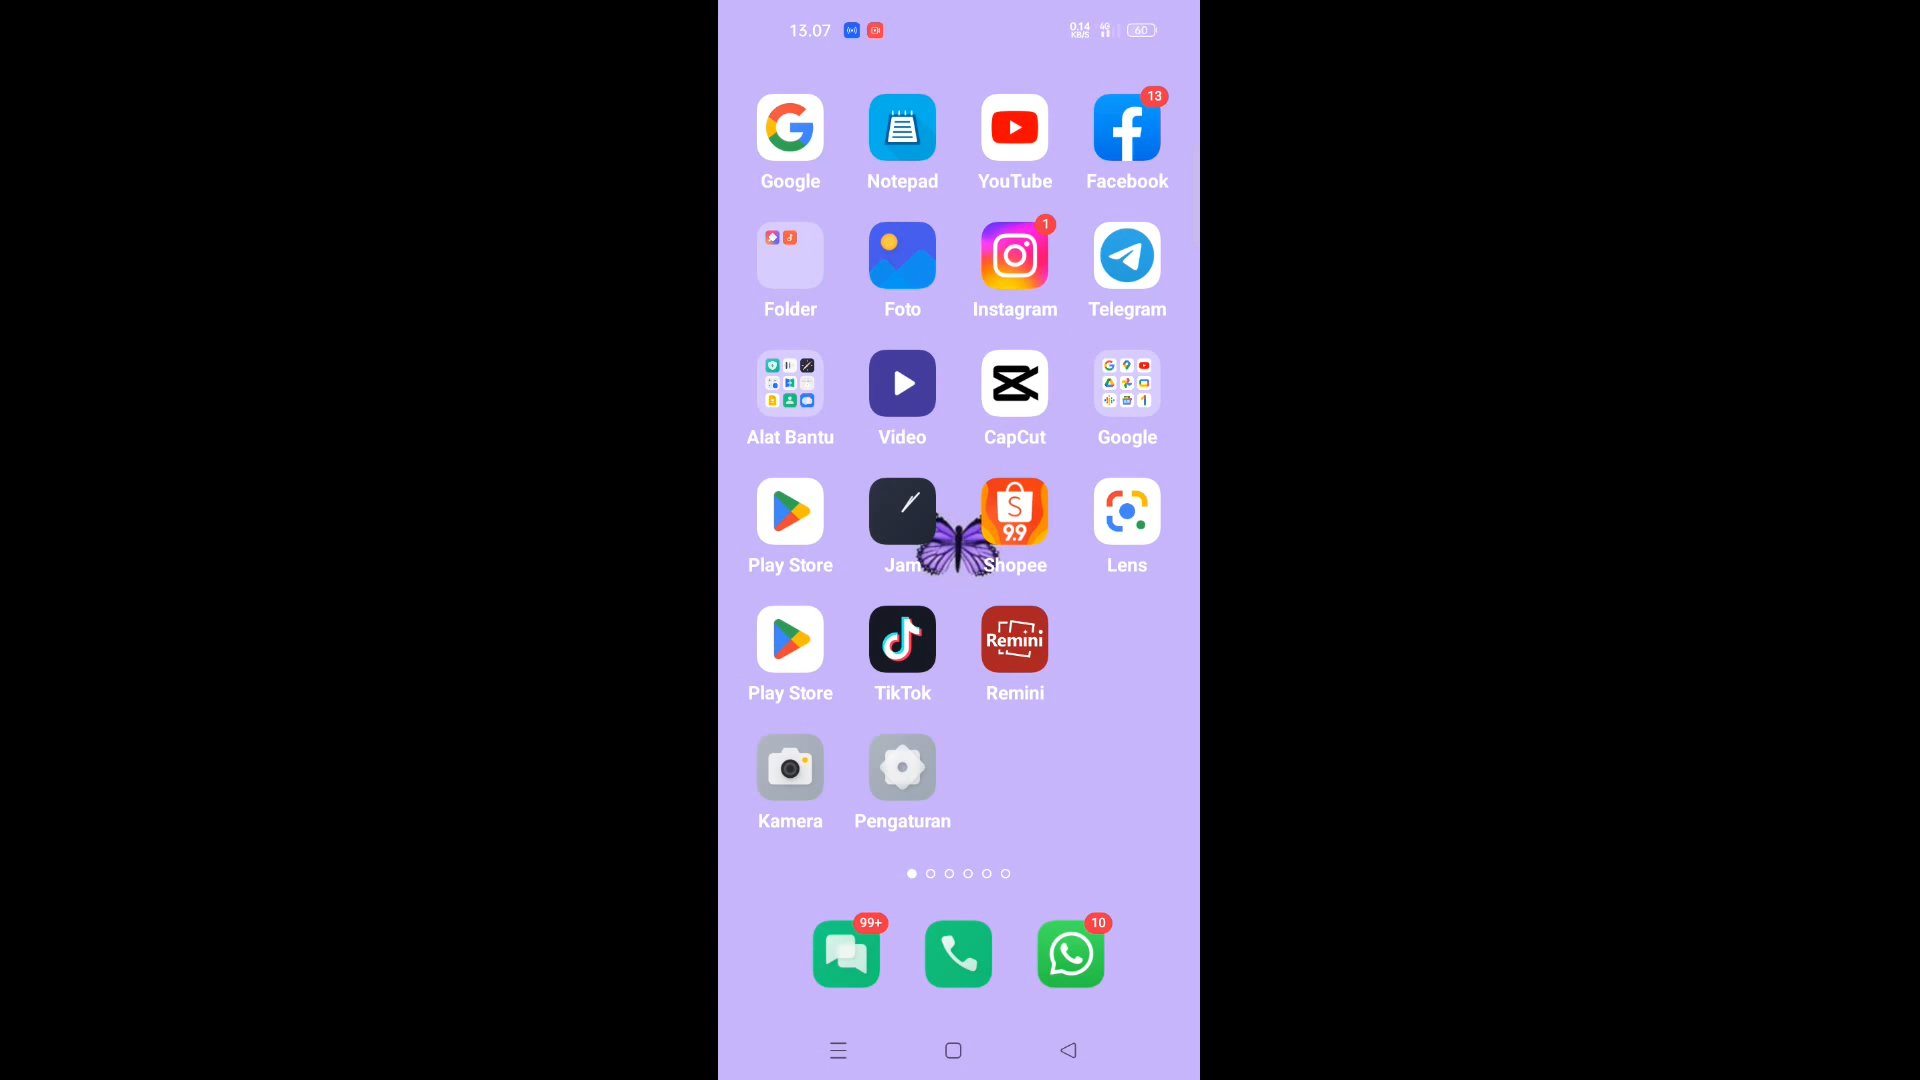 13.07 0.14 KB/S 4G 60
13
Google Notepad YouTube Facebook
1
Folder Foto Instagram Telegram
Alat Bantu Video CapCut Google
S
9.9
Play Store Jam Shopee Lens
Remini
Play Store TikTok Remini
Kamera Pengaturan
99+ 10